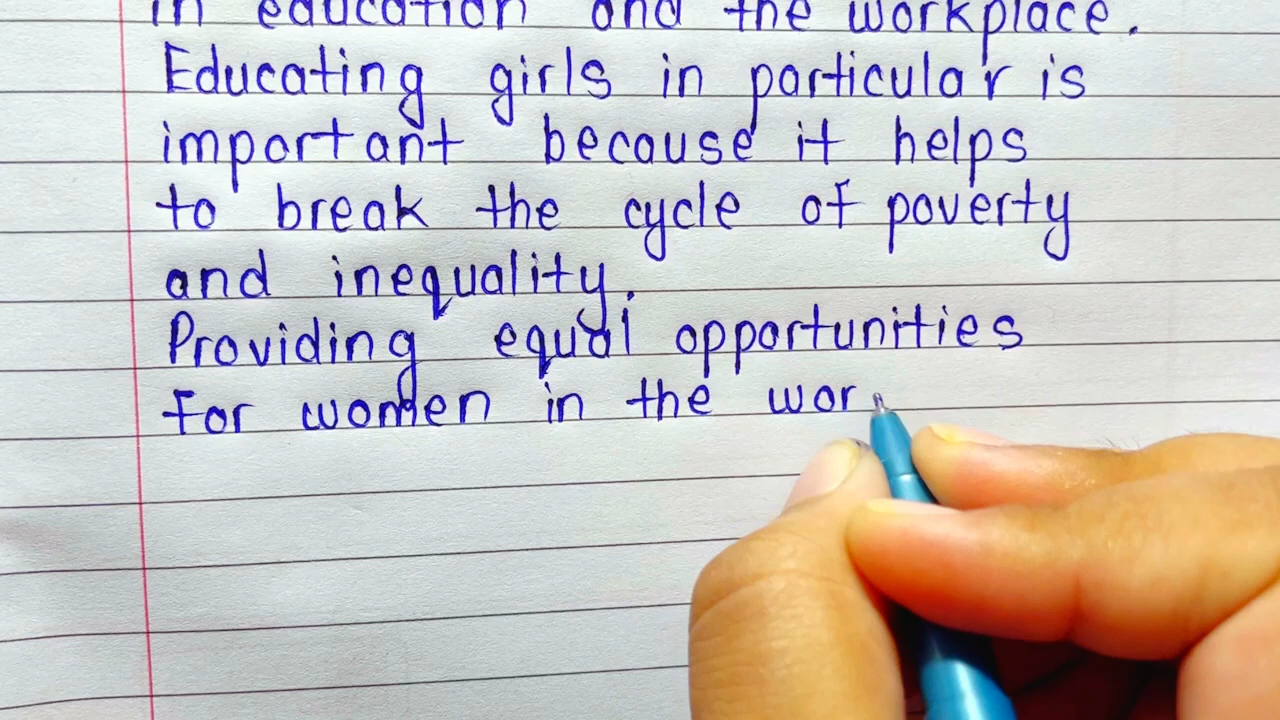 in education and the workplace.
Educating girls in particular is
important because it helps
to break the cycle of poverty
and inequality.
Providing equal opportunities
For women in the wor